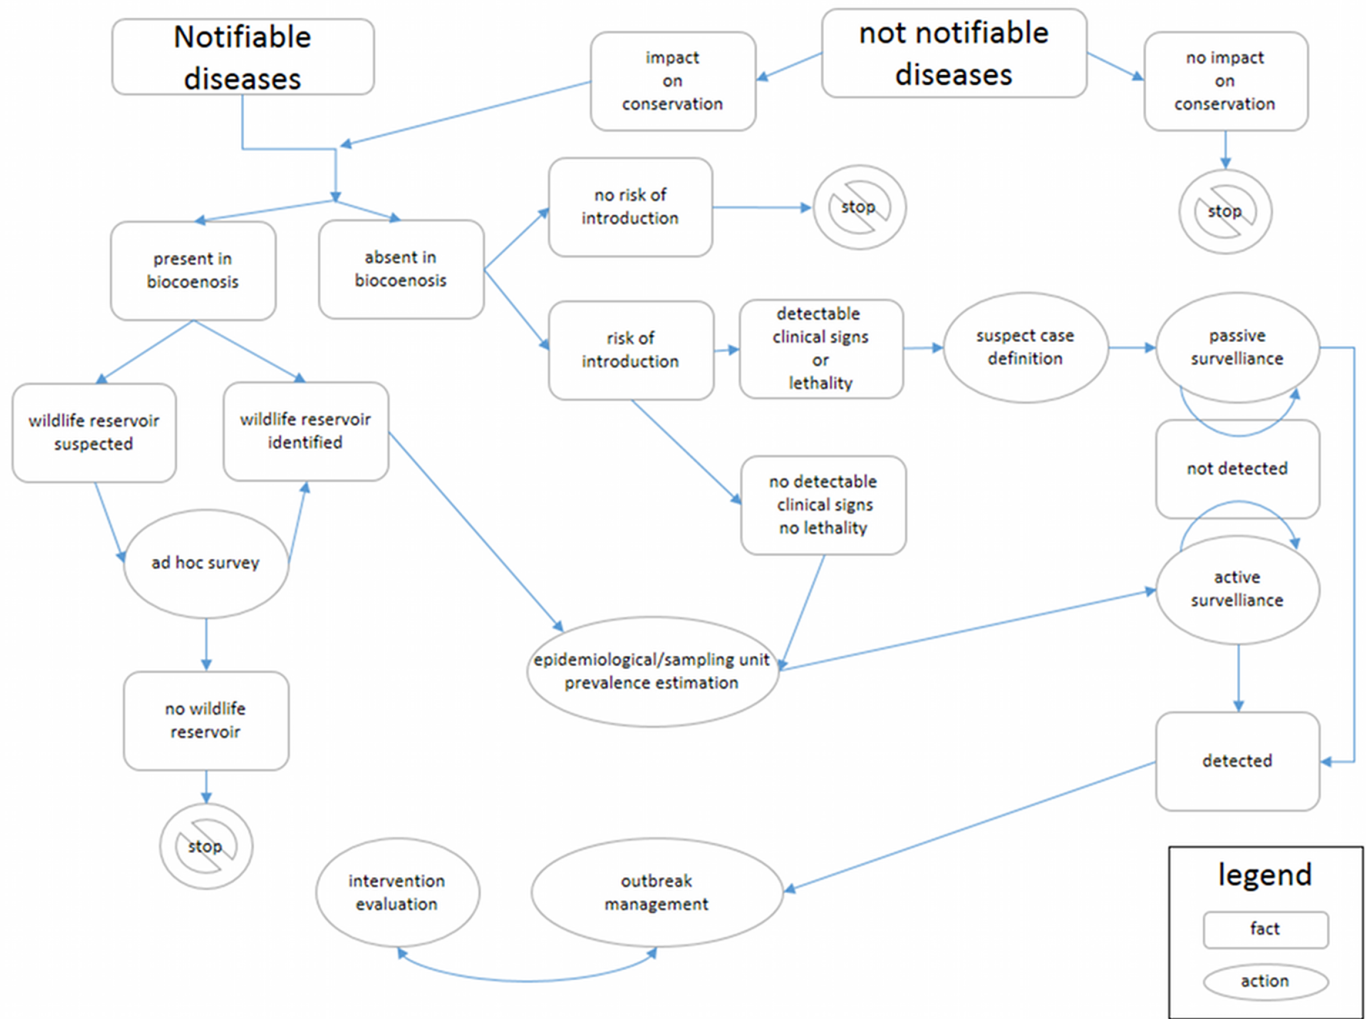 Notifiable
diseases
impact
on
conservation
not notifiable
diseases
no impact
on
conservation
no risk of
introduction
stop
stop
present in
biocoenosis
absent in
biocoenosis
risk of
introduction
detectable
clinical signs
or
lethality
suspect case
definition
passive
survelliance
wildlife reservoir
suspected
wildlife reservoir
identified
not detected
no detectable
clinical signs
no lethality
ad hoc survey
active
survelliance
epidemiological/sampling unit
prevalence estimation
no wildlife
reservoir
detected
stop
intervention
evaluation
outbreak
management
legend
fact
action